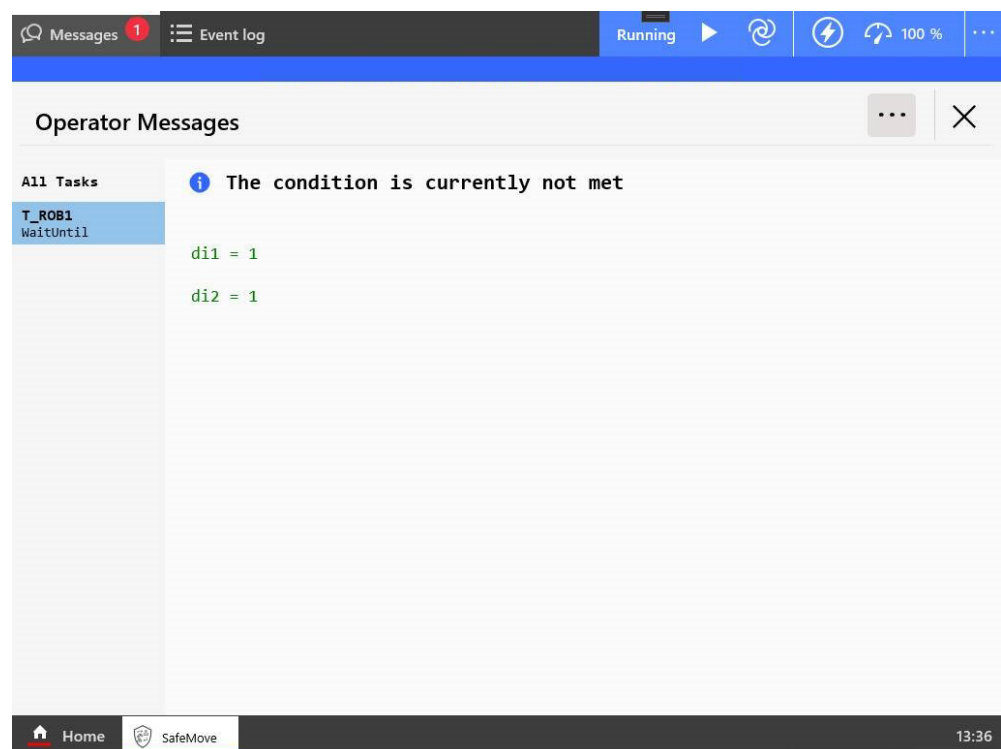 Messages 1 Event log Running 100 %
Operator Messages
All Tasks
The condition is currently not met
T_ROB1
WaitUntil
di1 = 1
di2 = 1
Home SafeMove 13:36